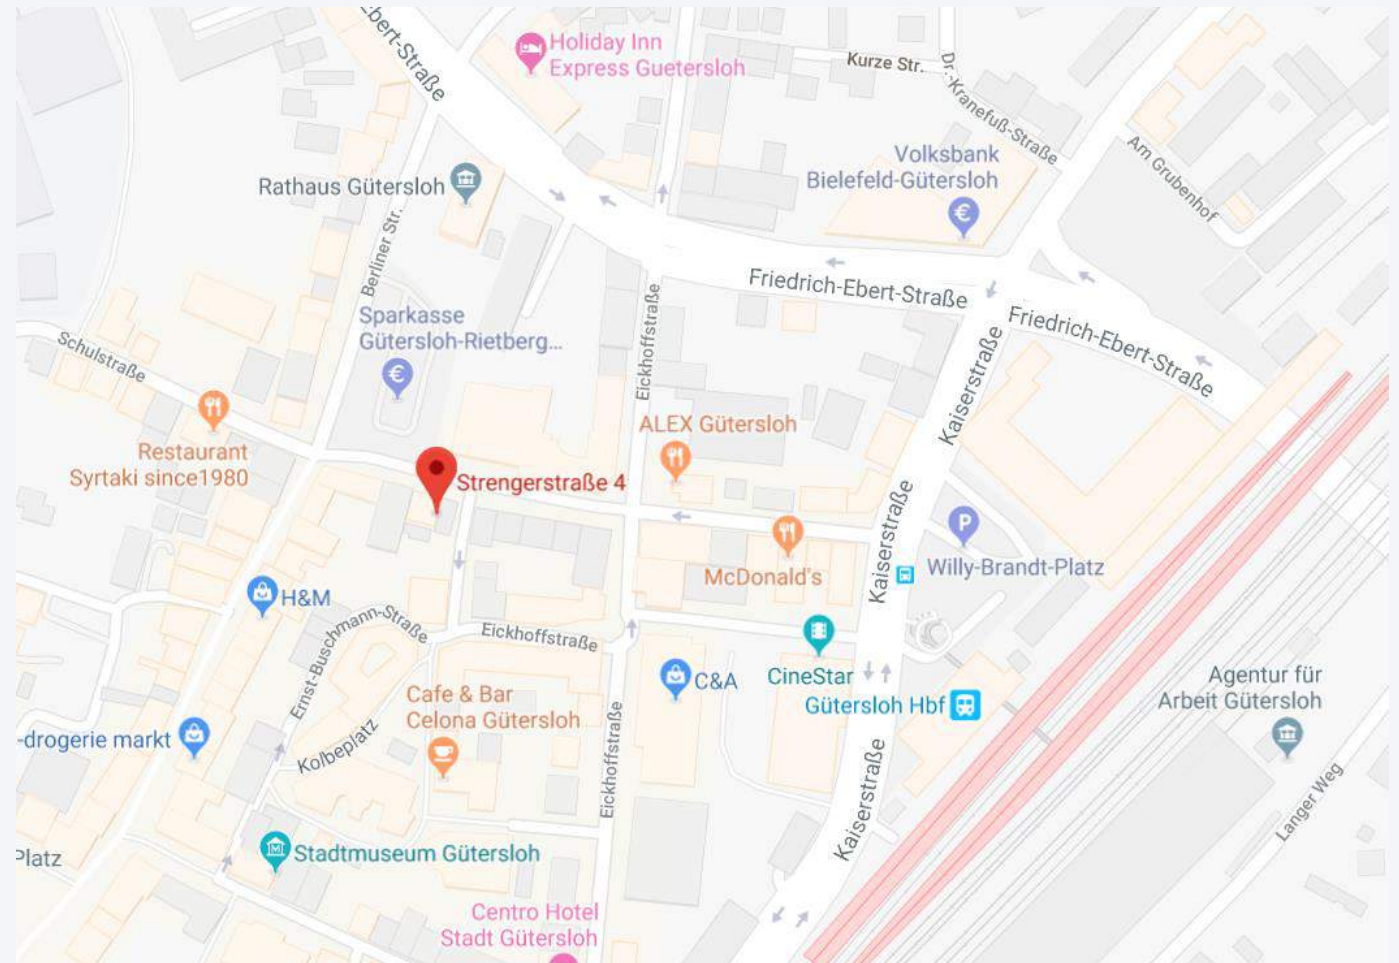 Ebert-Straße
Holiday Inn
Express Guetersloh
Kurze Str.
Dr.-Kranefuß-Straße
Am Grubenhof
Volksbank
Bielefeld-Gütersloh
Rathaus Gütersloh
Berliner Str.
Friedrich-Ebert-Straße
Friedrich-Ebert-Straße
Sparkasse
Gütersloh-Rietberg...
Eickhoffstraße
Kaiserstraße
Schulstraße
Restaurant
Syrtaki since1980
ALEX Gütersloh
Strengerstraße 4
Kaiserstraße
P
McDonald's
Willy-Brandt-Platz
H&M
Ernst-Buschmann-Straße
Eickhoffstraße
CineStar
C&A
Gütersloh Hbf
Agentur für
Arbeit Gütersloh
Cafe & Bar
Celona Gütersloh
-drogerie markt
Kolbeplatz
Eickhoffstraße
Kaiserstraße
Langer Weg
Platz
Stadtmuseum Gütersloh
Centro Hotel
Stadt Gütersloh